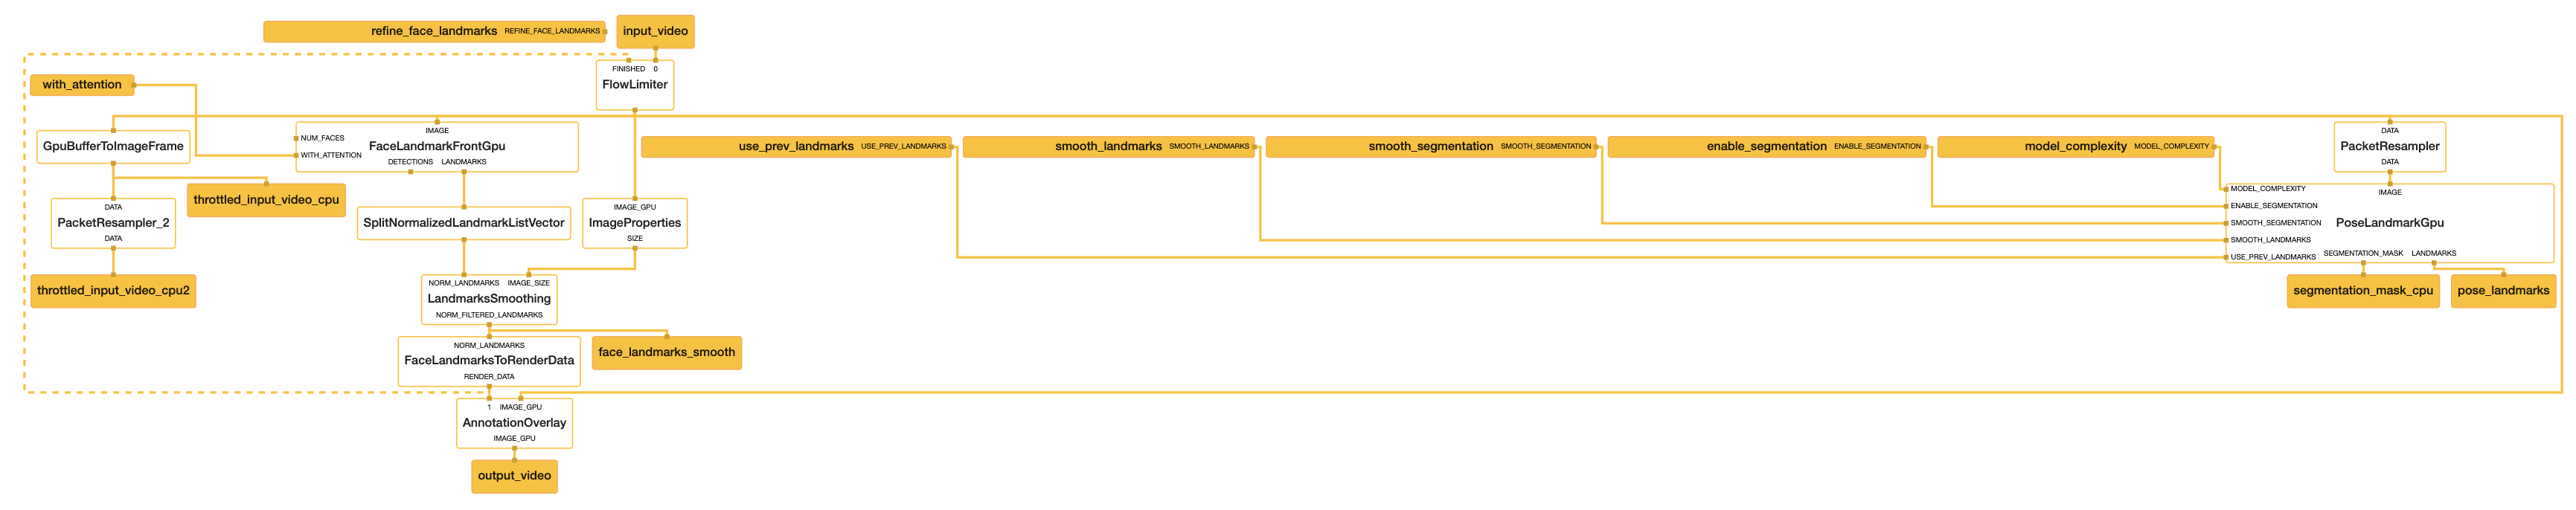 refine_face_landmarks REFINE_FACE_LANDMARKS
input_video
FINISHED 0
FlowLimiter
with_attention
IMAGE
NUM_FACES
FaceLandmarkFrontGpu
WITH_ATTENTION
DETECTIONS LANDMARKS
GpuBufferToImageFrame
use_prev_landmarks USE_PREV_LANDMARKS
smooth_landmarks SMOOTH_LANDMARKS
smooth_segmentation SMOOTH_SEGMENTATION
enable_segmentation ENABLE_SEGMENTATION
model_complexity MODEL_COMPLEXITY
DATA
PacketResampler
DATA
throttled_input_video_cpu
DATA
PacketResampler_2
DATA
SplitNormalizedLandmarkListVector
IMAGE_GPU
ImageProperties
SIZE
MODEL_COMPLEXITY
IMAGE
ENABLE_SEGMENTATION
SMOOTH_SEGMENTATION
PoseLandmarkGpu
SMOOTH_LANDMARKS
USE_PREV_LANDMARKS
SEGMENTATION_MASK LANDMARKS
throttled_input_video_cpu2
NORM_LANDMARKS IMAGE_SIZE
LandmarksSmoothing
NORM_FILTERED_LANDMARKS
segmentation_mask_cpu
pose_landmarks
NORM_LANDMARKS
FaceLandmarksToRenderData
RENDER_DATA
face_landmarks_smooth
1 IMAGE_GPU
AnnotationOverlay
IMAGE_GPU
output_video